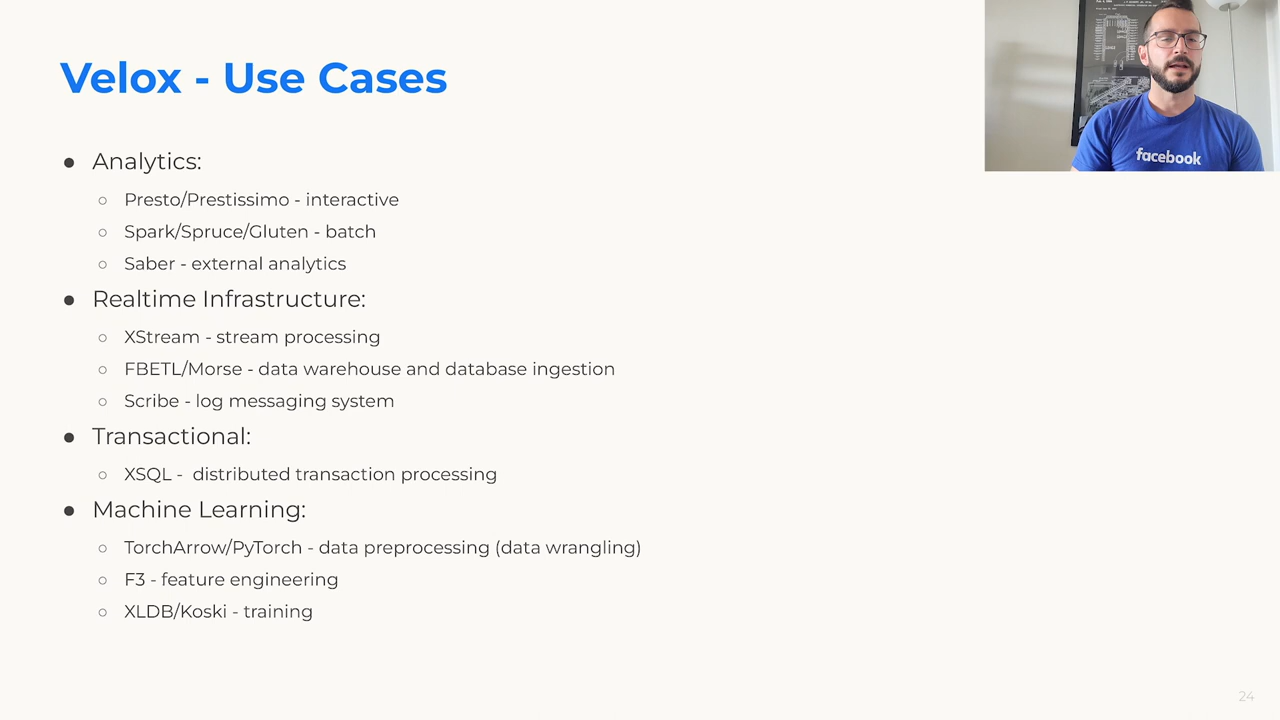 Velox - Use Cases
● Analytics:
○ Presto/Prestissimo - interactive
○ Spark/Spruce/Gluten - batch
○ Saber - external analytics
● Realtime Infrastructure:
○ XStream - stream processing
○ FBETL/Morse - data warehouse and database ingestion
○ Scribe - log messaging system
● Transactional:
○ XSQL -  distributed transaction processing
● Machine Learning:
○ TorchArrow/PyTorch - data preprocessing (data wrangling)
○ F3 - feature engineering
○ XLDB/Koski - training
facebook
24